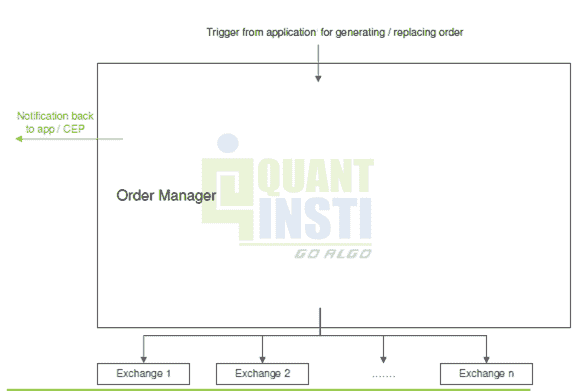 Trigger from application for generating / replacing order
Notification back
to app / CEP
Order Manager
QUANT
INSTI
GO ALGO
Exchange 1
Exchange 2
.......
Exchange n